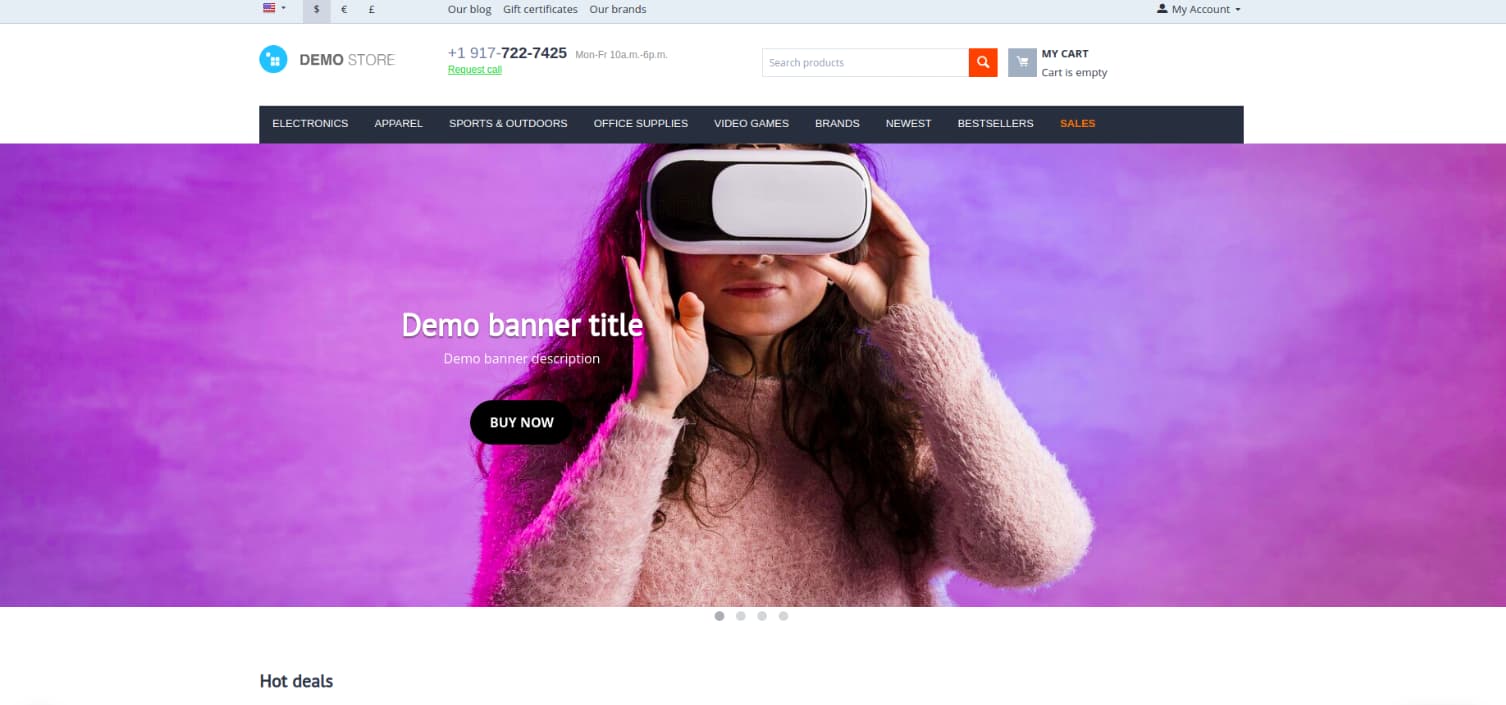 $ € £ Our blog Gift certificates Our brands My Account
DEMO STORE
+1 917-722-7425 Mon-Fr 10a.m.-6p.m.
Request call
Search products
MY CART
Cart is empty
ELECTRONICS APPAREL SPORTS & OUTDOORS OFFICE SUPPLIES VIDEO GAMES BRANDS NEWEST BESTSELLERS SALES
Demo banner title
Demo banner description
BUY NOW
Hot deals